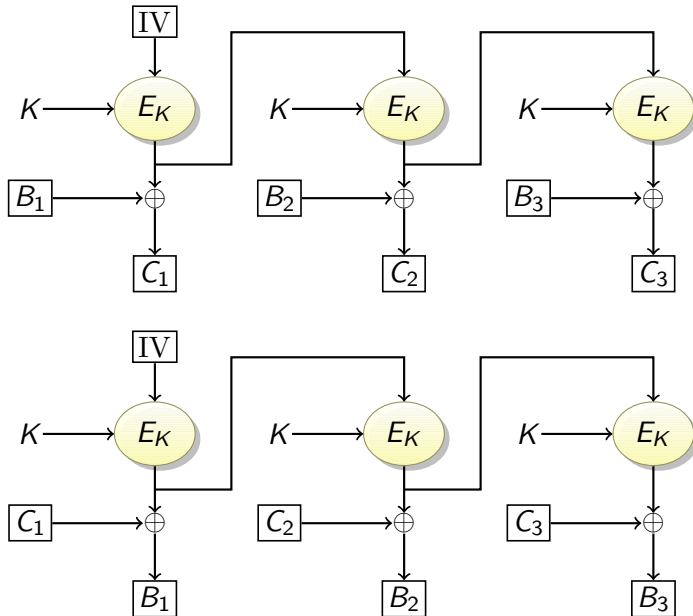 IV
K E_K K E_K K E_K
B_1 B_2 B_3
C_1 C_2 C_3
IV
K E_K K E_K K E_K
C_1 C_2 C_3
B_1 B_2 B_3